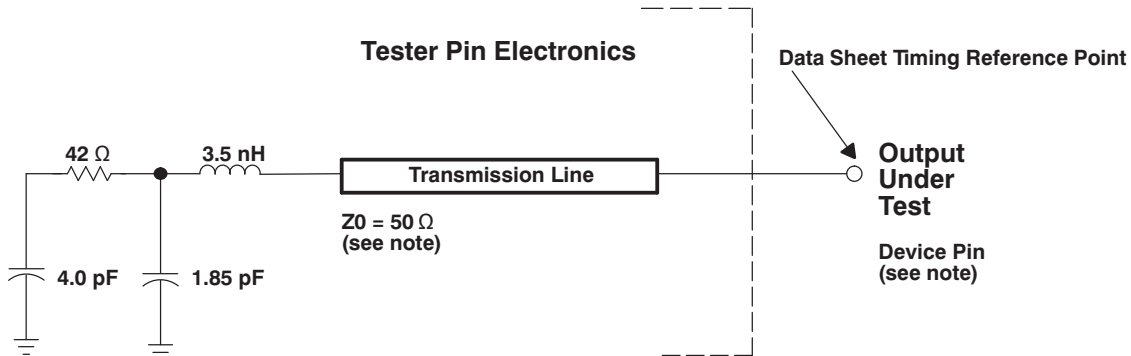 Tester Pin Electronics
Data Sheet Timing Reference Point
42 Ω
3.5 nH
Transmission Line
Output
Under
Test
Z0 = 50 Ω
(see note)
Device Pin
(see note)
4.0 pF
1.85 pF